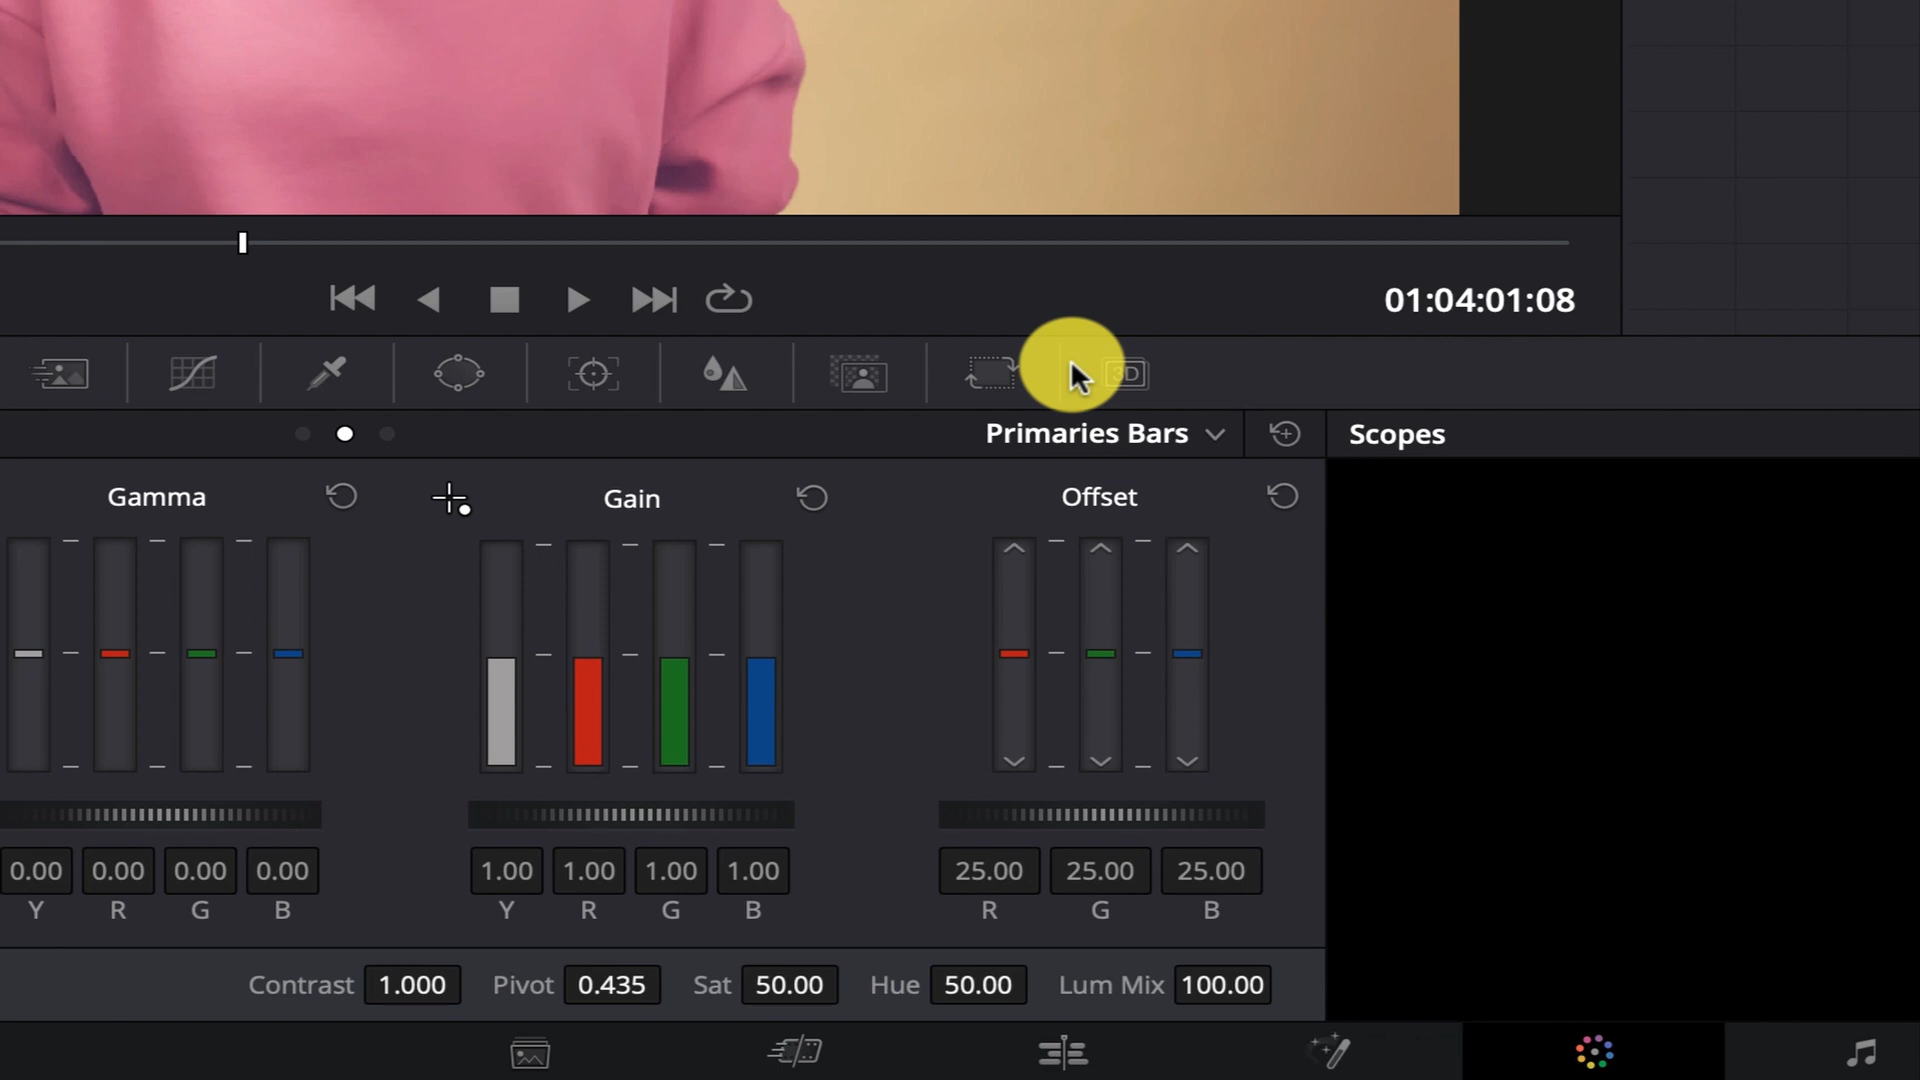 01:04:01:08
3D
Primaries Bars
Scopes
Gamma
Gain
Offset
0.00 0.00 0.00 0.00
1.00 1.00 1.00 1.00
25.00 25.00 25.00
Y R G B
Y R G B
R G B
Contrast 1.000 Pivot 0.435 Sat 50.00 Hue 50.00 Lum Mix 100.00